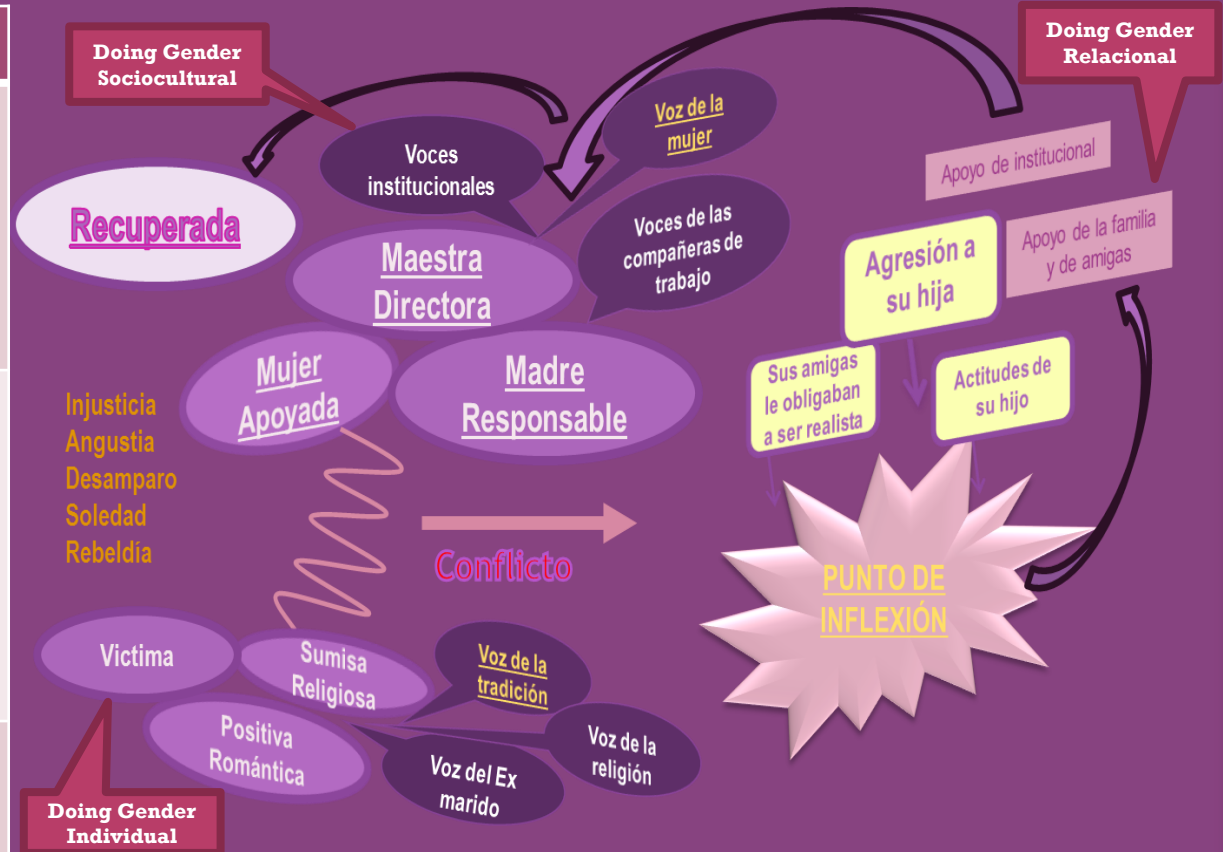 Doing Gender
Sociocultural
Doing Gender
Relacional
Voz de la
mujer
Voces
institucionales
Apoyo de institucional
Recuperada
Voces de las
compañeras de
trabajo
Apoyo de la familia
y de amigas
Maestra
Directora
Agresión a
su hija
Mujer
Apoyada
Madre
Responsable
Sus amigas
le obligaban
a ser realista
Actitudes de
su hijo
Injusticia
Angustia
Desamparo
Soledad
Rebeldía
Conflicto
PUNTO DE
INFLEXIÓN
Victima
Sumisa
Religiosa
Voz de la
tradición
Positiva
Romántica
Voz del Ex
marido
Voz de la
religión
Doing Gender
Individual